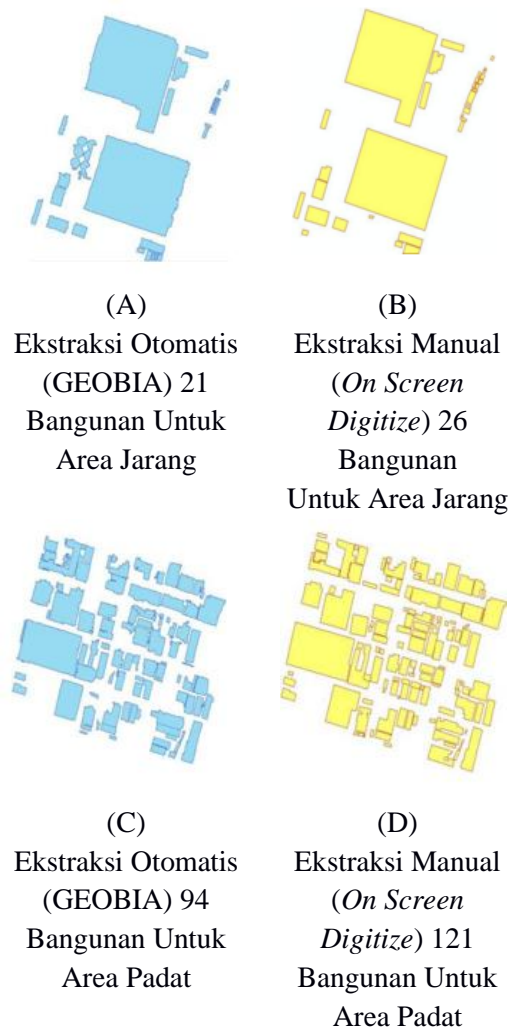 (A)
Ekstraksi Otomatis
(GEOBIA) 21
Bangunan Untuk
Area Jarang
(B)
Ekstraksi Manual
(On Screen
Digitize) 26
Bangunan
Untuk Area Jarang
(C)
Ekstraksi Otomatis
(GEOBIA) 94
Bangunan Untuk
Area Padat
(D)
Ekstraksi Manual
(On Screen
Digitize) 121
Bangunan Untuk
Area Padat